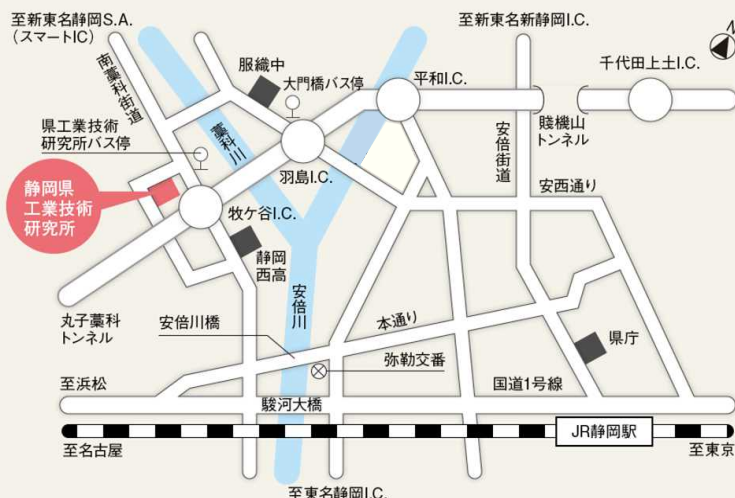 至新東名静岡S.A.
（スマートIC）
至新東名新静岡I.C.
N
服織中
大門橋バス停
平和I.C.
千代田上土I.C.
南藁科街道
県工業技術
研究所バス停
藁科川
安倍街道
賤機山
トンネル
静岡県
工業技術
研究所
羽島I.C.
安西通り
牧ケ谷I.C.
静岡
西高
安倍川
丸子藁科
トンネル
安倍川橋
本通り
県庁
弥勒交番
至浜松
国道1号線
駿河大橋
JR静岡駅
至名古屋
至東京
至東名静岡I.C.